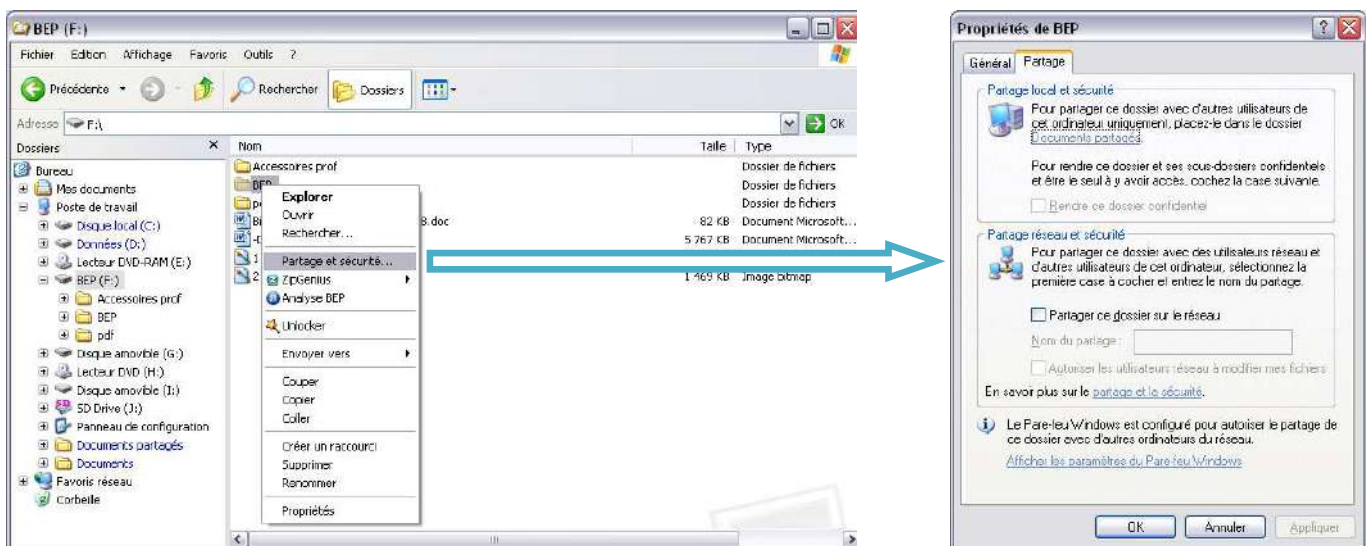 BEP (F:)
Fichier Edition Affichage Favoris Outils ?
Précédente Rechercher Dossiers
Adresse F:\ OK
Dossiers
Bureau
Mes documents
Poste de travail
Disque local (C:)
Données (D:)
Lecteur DVD-RAM (E:)
BEP (F:)
Accessoires prof
BEP
pdf
Disque amovible (G:)
Lecteur DVD (H:)
Disque amovible (I:)
SD Drive (J:)
Panneau de configuration
Documents partagés
Documents
Favoris réseau
Corbeille
Nom Taille Type
Accessoires prof Dossier de fichiers
BEP Dossier de fichiers
Dossier de fichiers
8.doc 82 KB Document Microsoft...
5 767 KB Document Microsoft...
1
2 1 469 KB Image bitmap
Explorer
Ouvrir
Rechercher...
Partage et sécurité...
ZipGenius
Analyse BEP
Unlocker
Envoyer vers
Couper
Copier
Coller
Créer un raccourci
Supprimer
Renommer
Propriétés
Propriétés de BEP
Général Partage
Partage local et sécurité
Pour partager ce dossier avec d'autres utilisateurs de
cet ordinateur uniquement, placez-le dans le dossier
Documents partagés.
Pour rendre ce dossier et ses sous-dossiers confidentiels
et être le seul à y avoir accès, cochez la case suivante.
Rendre ce dossier confidentiel
Partage réseau et sécurité
Pour partager ce dossier avec des utilisateurs réseau et
d'autres utilisateurs de cet ordinateur, sélectionnez la
première case à cocher et entrez le nom du partage.
Partager ce dossier sur le réseau
Nom du partage :
Autoriser les utilisateurs réseau à modifier mes fichiers
En savoir plus sur le partage et la sécurité.
Le Pare-feu Windows est configuré pour autoriser le partage de
ce dossier avec d'autres ordinateurs du réseau.
Afficher les paramètres du Pare-feu Windows
OK Annuler Appliquer